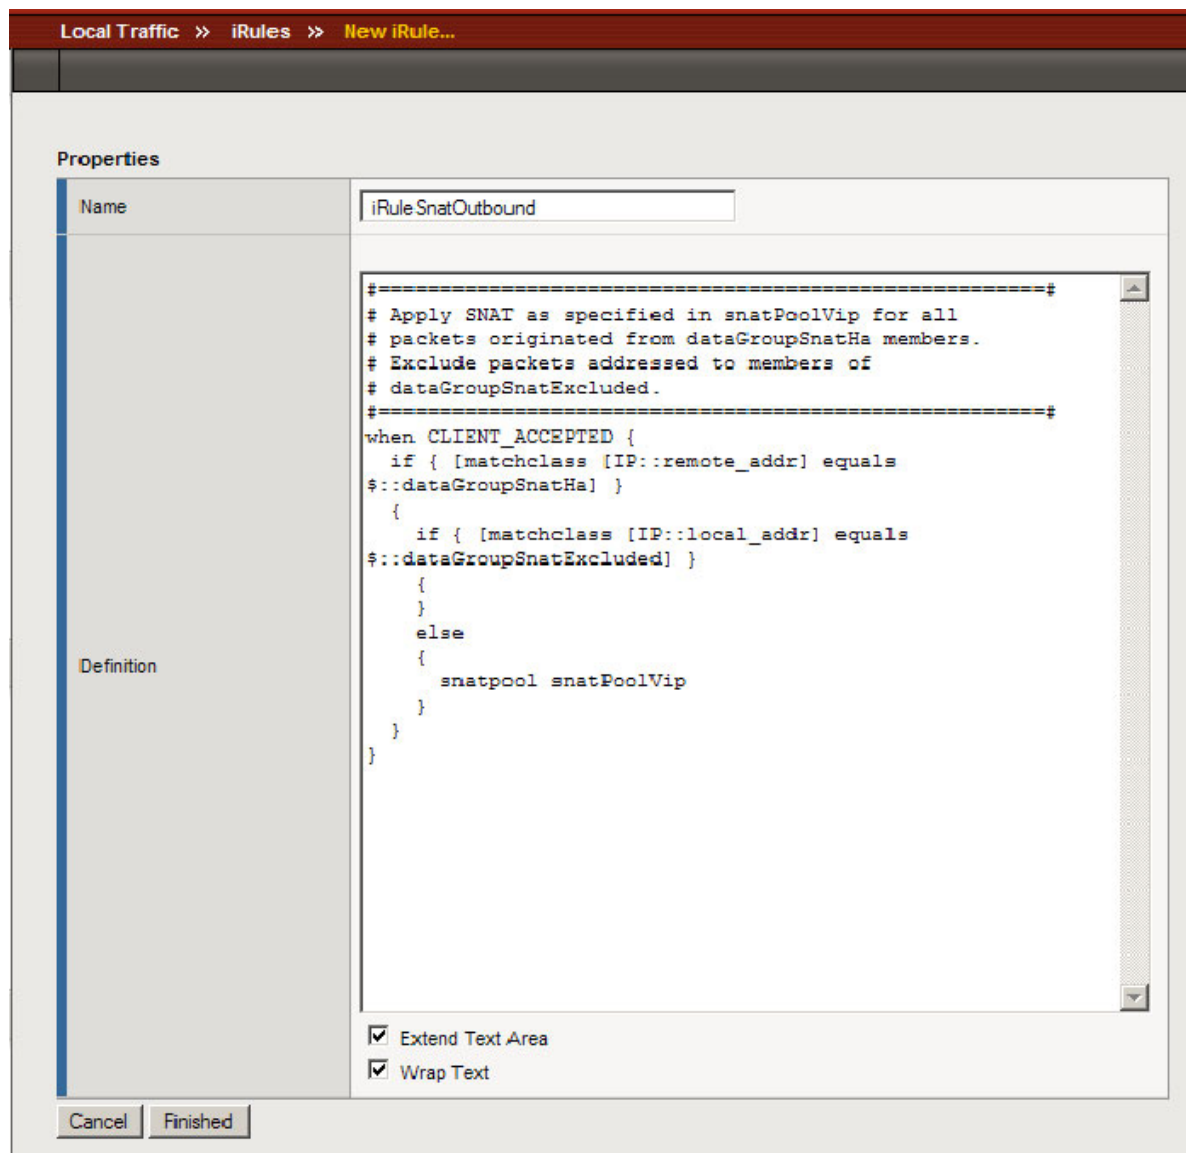 Local Traffic » iRules » New iRule...
Properties
Name
iRuleSnatOutbound
#=======================================================#
# Apply SNAT as specified in snatPoolVip for all
# packets originated from dataGroupSnatHa members.
# Exclude packets addressed to members of
# dataGroupSnatExcluded.
#=======================================================#
when CLIENT_ACCEPTED {
  if { [matchclass [IP::remote_addr] equals
$::dataGroupSnatHa] }
  {
    if { [matchclass [IP::local_addr] equals
$::dataGroupSnatExcluded] }
    {
    }
    else
    {
      snatpool snatPoolVip
    }
  }
}
Definition
Extend Text Area
Wrap Text
Cancel Finished